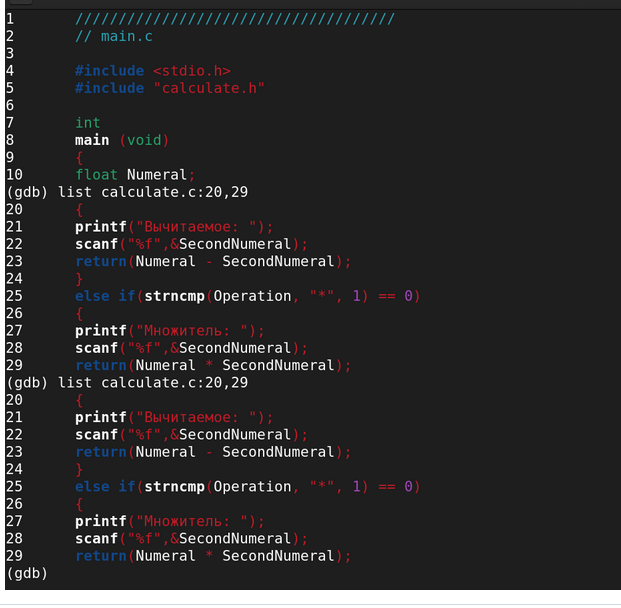 1 /////////////////////////////////////
2 // main.c
3
4 #include <stdio.h>
5 #include "calculate.h"
6
7 int
8 main (void)
9 {
10 float Numeral;
(gdb) list calculate.c:20,29
20 {
21 printf("Вычитаемое: ");
22 scanf("%f",&SecondNumeral);
23 return(Numeral - SecondNumeral);
24 }
25 else if(strncmp(Operation, "*", 1) == 0)
26 {
27 printf("Множитель: ");
28 scanf("%f",&SecondNumeral);
29 return(Numeral * SecondNumeral);
(gdb) list calculate.c:20,29
20 {
21 printf("Вычитаемое: ");
22 scanf("%f",&SecondNumeral);
23 return(Numeral - SecondNumeral);
24 }
25 else if(strncmp(Operation, "*", 1) == 0)
26 {
27 printf("Множитель: ");
28 scanf("%f",&SecondNumeral);
29 return(Numeral * SecondNumeral);
(gdb)